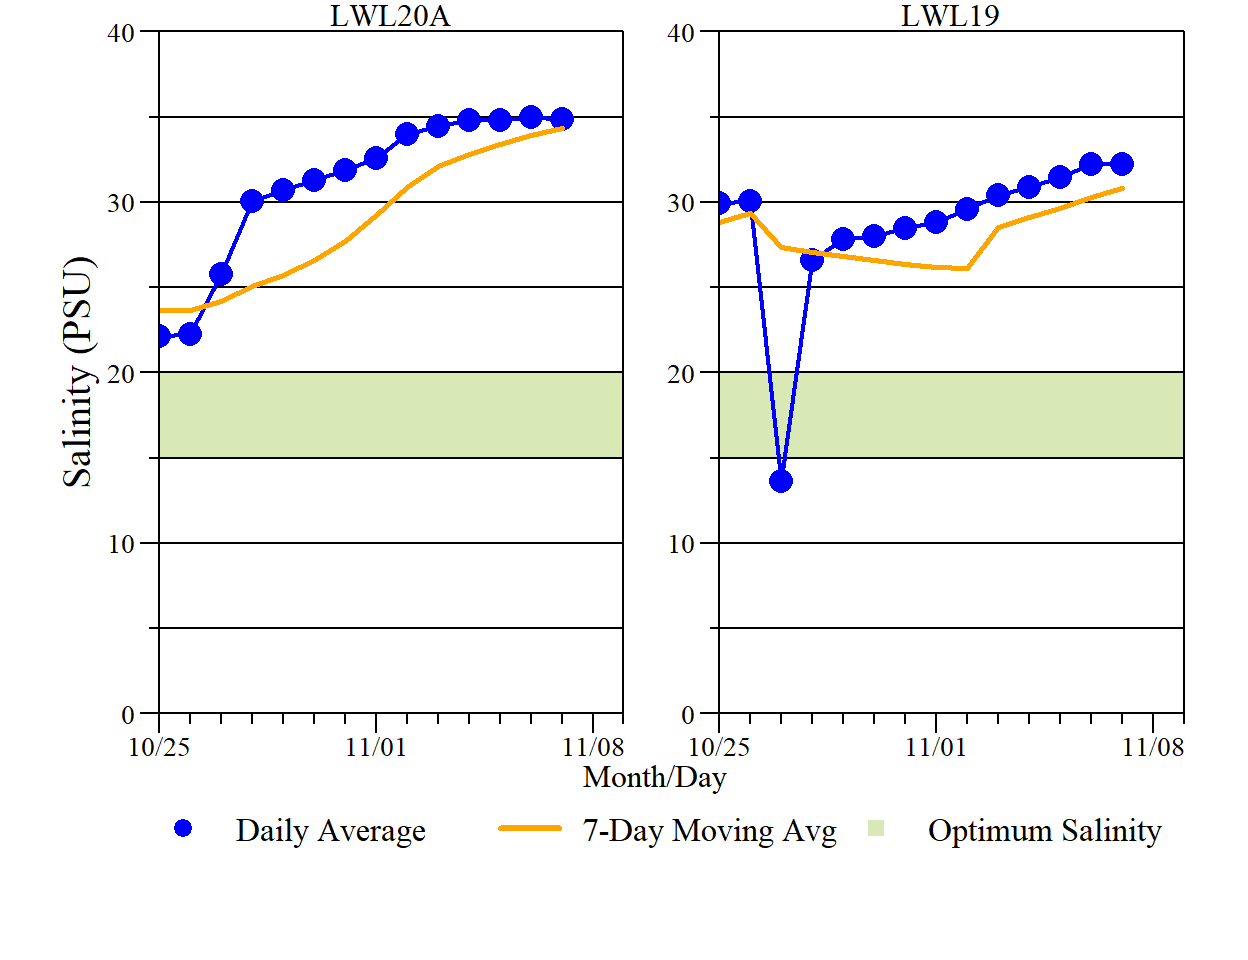 LWL20A
LWL19
Salinity (PSU)
40
30
20
10
0
40
30
20
10
0
10/25
11/01
11/08
10/25
11/01
11/08
Month/Day
Daily Average
7-Day Moving Avg
Optimum Salinity